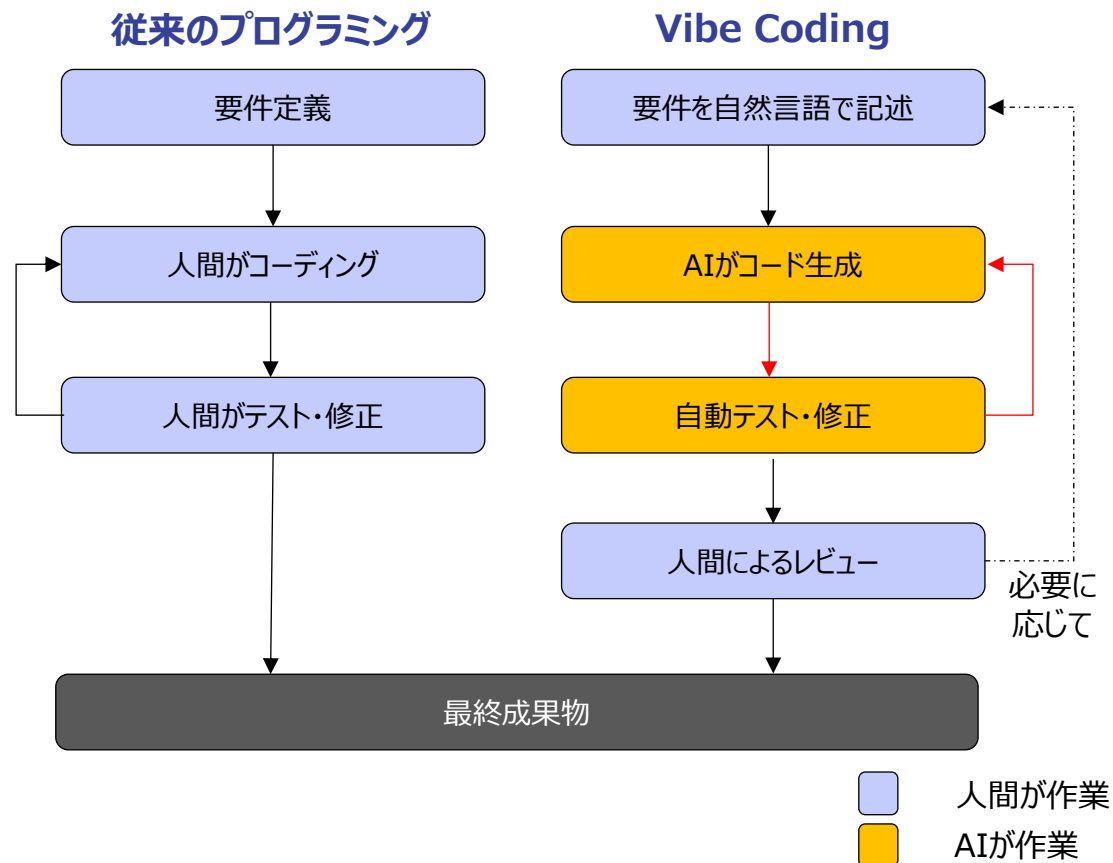 従来のプログラミング
Vibe Coding
要件定義
要件を自然言語で記述
人間がコーディング
AIがコード生成
人間がテスト・修正
自動テスト・修正
人間によるレビュー
必要に
応じて
最終成果物
人間が作業
AIが作業